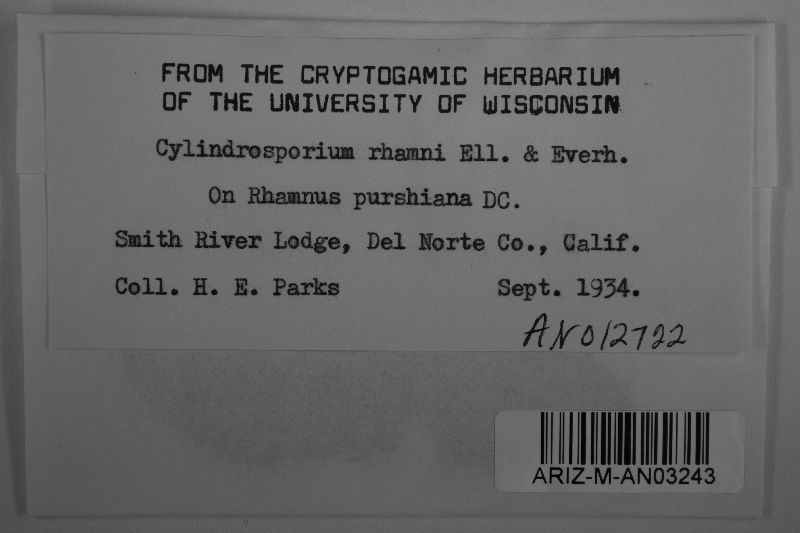 FROM THE CRYPTOGAMIC HERBARIUM
OF THE UNIVERSITY OF WISCONSIN
Cylindrosporium rhamni Ell. & Everh.
On Rhamnus purshiana DC.
Smith River Lodge, Del Norte Co., Calif.
Coll. H. E. Parks Sept. 1934.
AN012722
ARIZ-M-AN03243